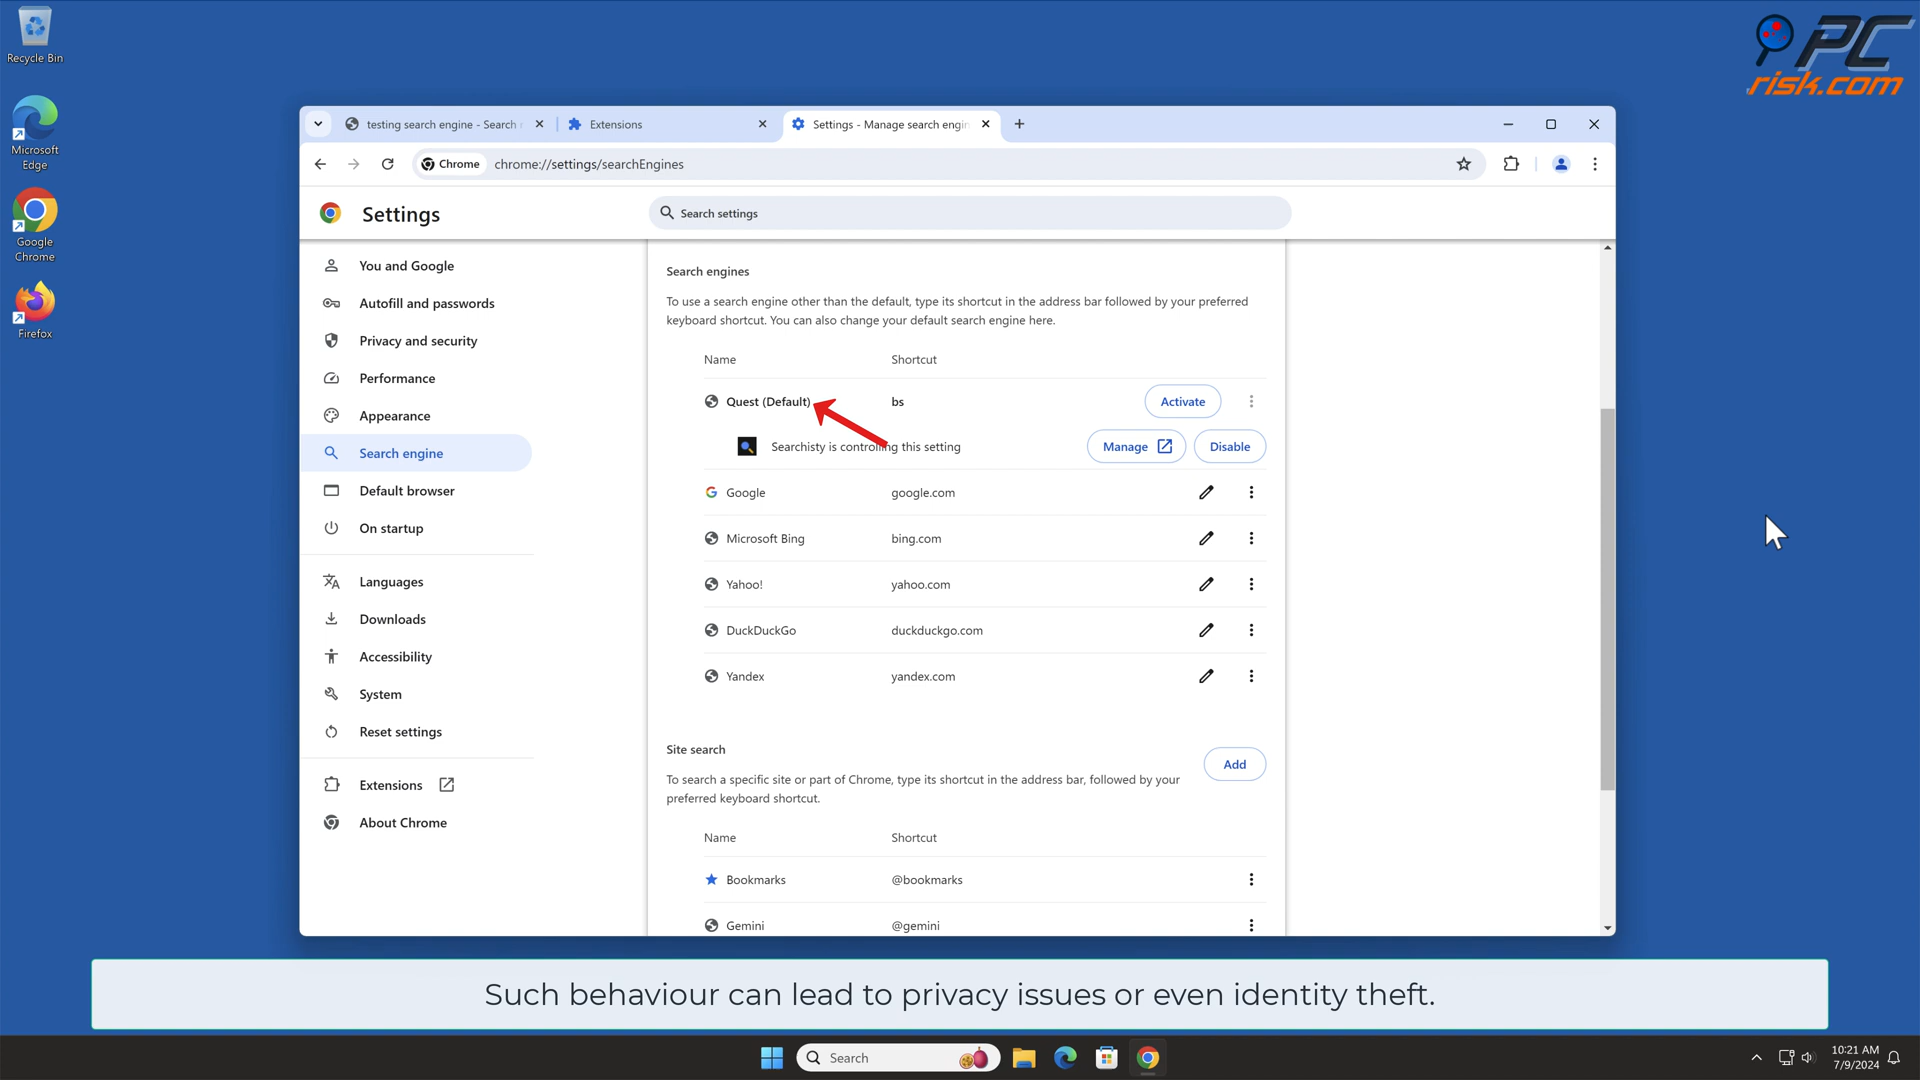 Recycle Bin
Microsoft
Edge
Google
Chrome
Firefox
PC
risk.com
testing search engine - Search r
Extensions
Settings - Manage search engin
Chrome
chrome://settings/searchEngines
Settings
Search settings
You and Google
Autofill and passwords
Privacy and security
Performance
Appearance
Search engine
Default browser
On startup
Languages
Downloads
Accessibility
System
Reset settings
Extensions
About Chrome
Search engines
To use a search engine other than the default, type its shortcut in the address bar followed by your preferred
keyboard shortcut. You can also change your default search engine here.
Name Shortcut
Quest (Default) bs Activate
Searchisty is controlling this setting Manage Disable
Google google.com
Microsoft Bing bing.com
Yahoo! yahoo.com
DuckDuckGo duckduckgo.com
Yandex yandex.com
Site search
Add
To search a specific site or part of Chrome, type its shortcut in the address bar, followed by your
preferred keyboard shortcut.
Name Shortcut
Bookmarks @bookmarks
Gemini @gemini
Such behaviour can lead to privacy issues or even identity theft.
Search
10:21 AM
7/9/2024